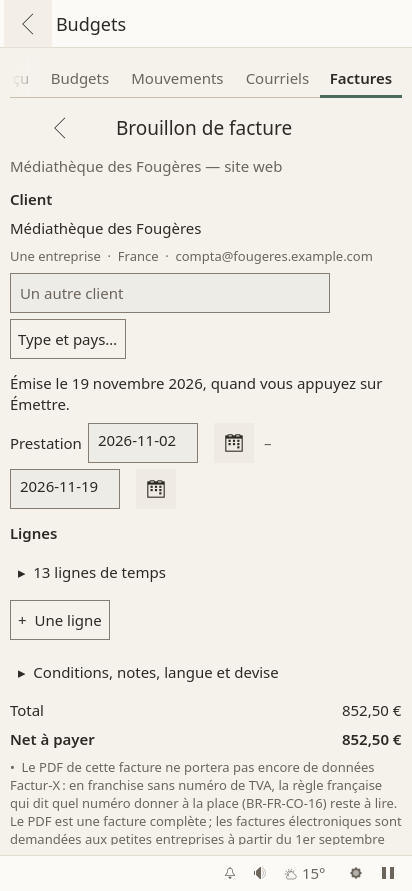 Budgets
çu Budgets Mouvements Courriels Factures
Brouillon de facture
Médiathèque des Fougères — site web
Client
Médiathèque des Fougères
Une entreprise · France · compta@fougeres.example.com
Un autre client
Type et pays...
Émise le 19 novembre 2026, quand vous appuyez sur
Émettre.
Prestation 2026-11-02 –
2026-11-19
Lignes
▸ 13 lignes de temps
+ Une ligne
▸ Conditions, notes, langue et devise
Total 852,50 €
Net à payer 852,50 €
• Le PDF de cette facture ne portera pas encore de données
Factur-X : en franchise sans numéro de TVA, la règle française
qui dit quel numéro donner à la place (BR-FR-CO-16) reste à lire.
Le PDF est une facture complète ; les factures électroniques sont
demandées aux petites entreprises à partir du 1er septembre
15°